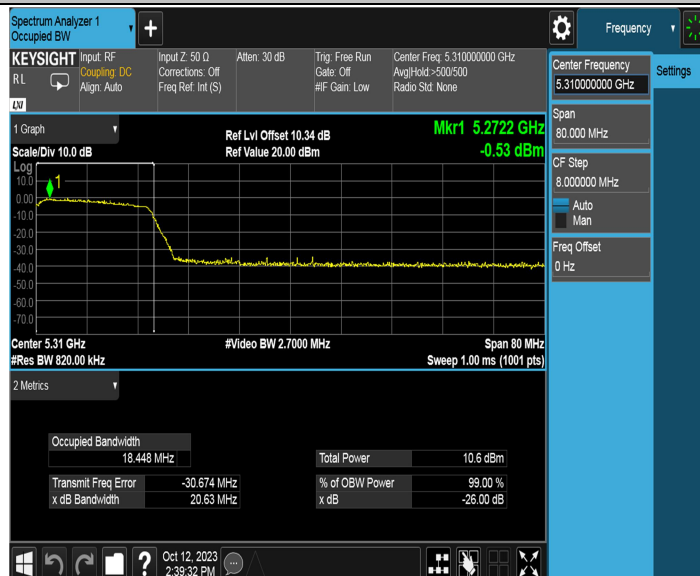 Spectrum Analyzer 1
Occupied BW
Frequency
KEYSIGHT
RL
LXI
Input: RF
Coupling: DC
Align: Auto
Input Z: 50 Ω
Corrections: Off
Freq Ref: Int (S)
Atten: 30 dB
Trig: Free Run
Gate: Off
#IF Gain: Low
Center Freq: 5.310000000 GHz
Avg|Hold:>500/500
Radio Std: None
Center Frequency
5.310000000 GHz
Settings
Span
80.000 MHz
CF Step
8.000000 MHz
Auto
Man
Freq Offset
0 Hz
1 Graph
Scale/Div 10.0 dB
Ref Lvl Offset 10.34 dB
Ref Value 20.00 dBm
Mkr1 5.2722 GHz
-0.53 dBm
Log
10.0
0.00
-10.0
-20.0
-30.0
-40.0
-50.0
-60.0
-70.0
1
Center 5.31 GHz
#Video BW 2.7000 MHz
Span 80 MHz
#Res BW 820.00 kHz
Sweep 1.00 ms (1001 pts)
2 Metrics
Occupied Bandwidth
18.448 MHz
Total Power 10.6 dBm
Transmit Freq Error -30.674 MHz
% of OBW Power 99.00 %
x dB Bandwidth 20.63 MHz
x dB -26.00 dB
?
Oct 12, 2023
2:39:32 PM